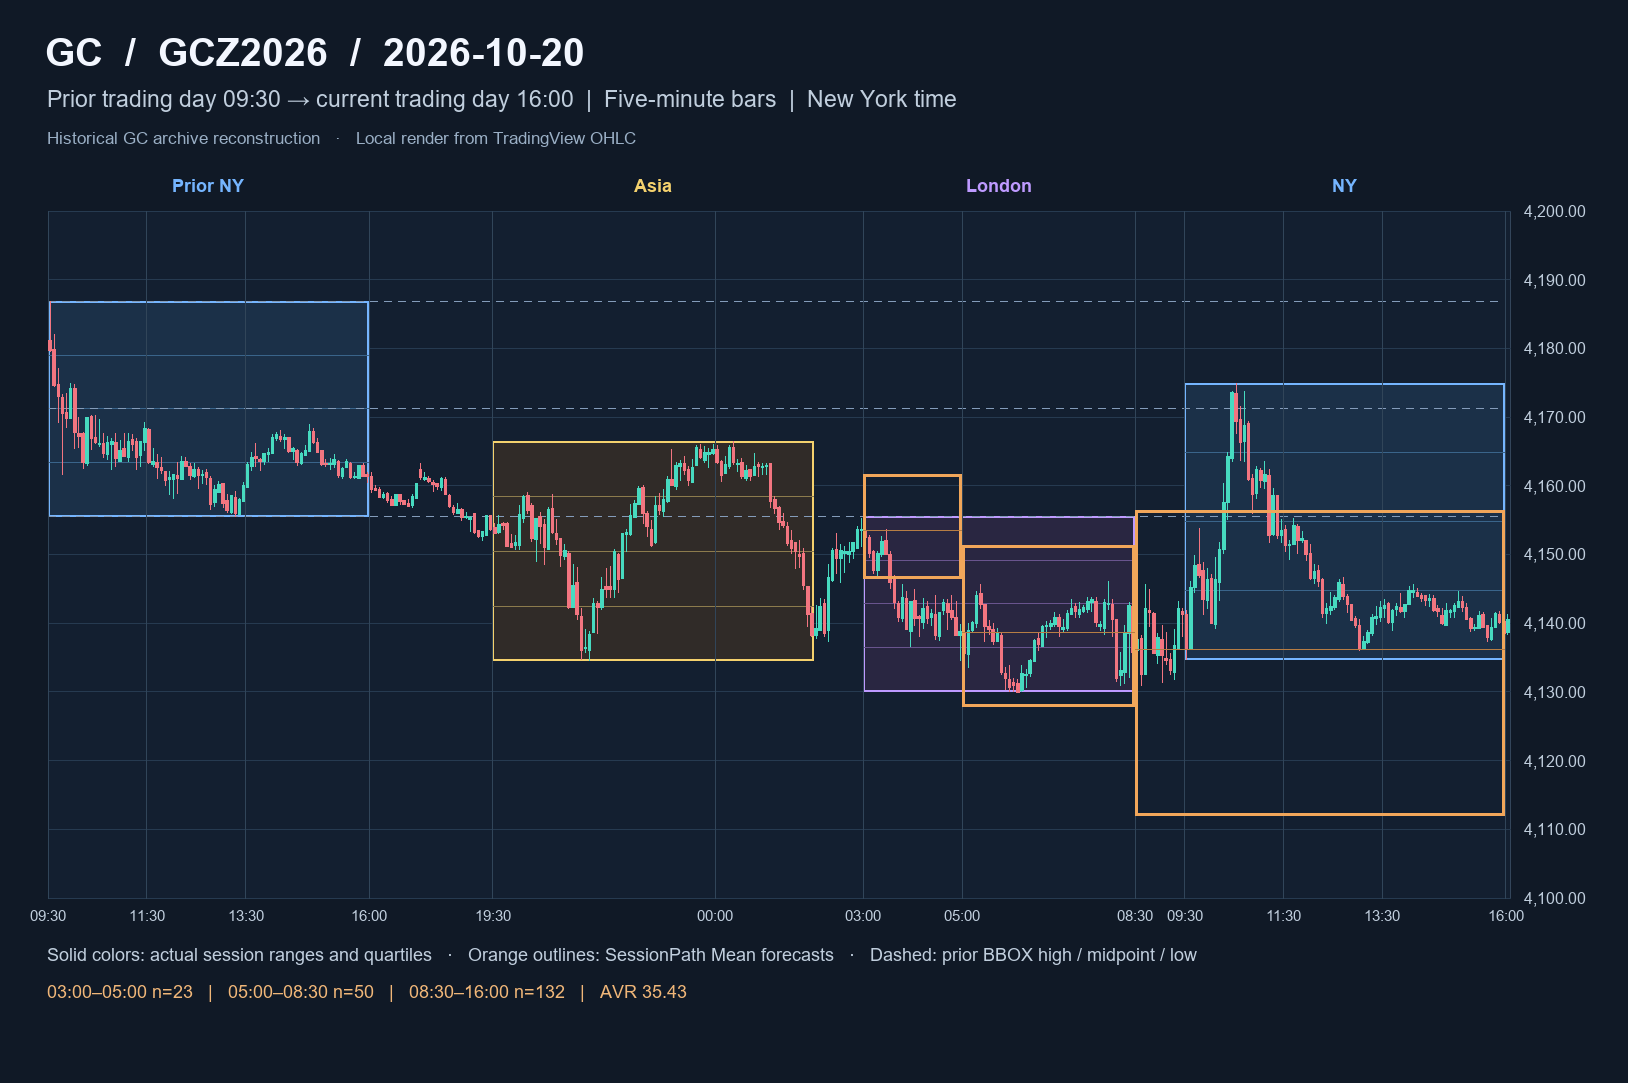 GC / GCZ2026 / 2026-10-20
Prior trading day 09:30 → current trading day 16:00 | Five-minute bars | New York time
Historical GC archive reconstruction · Local render from TradingView OHLC
Prior NY Asia London NY
4,200.00
4,190.00
4,180.00
4,170.00
4,160.00
4,150.00
4,140.00
4,130.00
4,120.00
4,110.00
4,100.00
09:30 11:30 13:30 16:00 19:30 00:00 03:00 05:00 08:30 09:30 11:30 13:30 16:00
Solid colors: actual session ranges and quartiles · Orange outlines: SessionPath Mean forecasts · Dashed: prior BBOX high / midpoint / low
03:00–05:00 n=23 | 05:00–08:30 n=50 | 08:30–16:00 n=132 | AVR 35.43